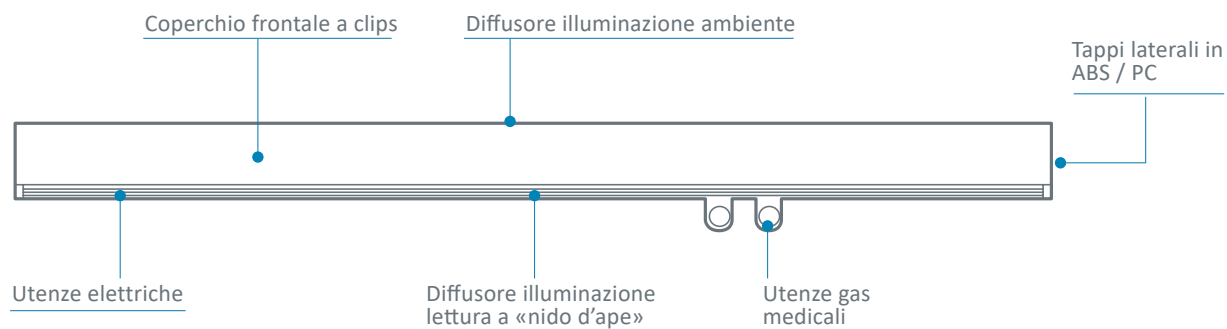 Coperchio frontale a clips
Diffusore illuminazione ambiente
Tappi laterali in
ABS / PC
Utenze elettriche
Diffusore illuminazione
lettura a «nido d’ape»
Utenze gas
medicali